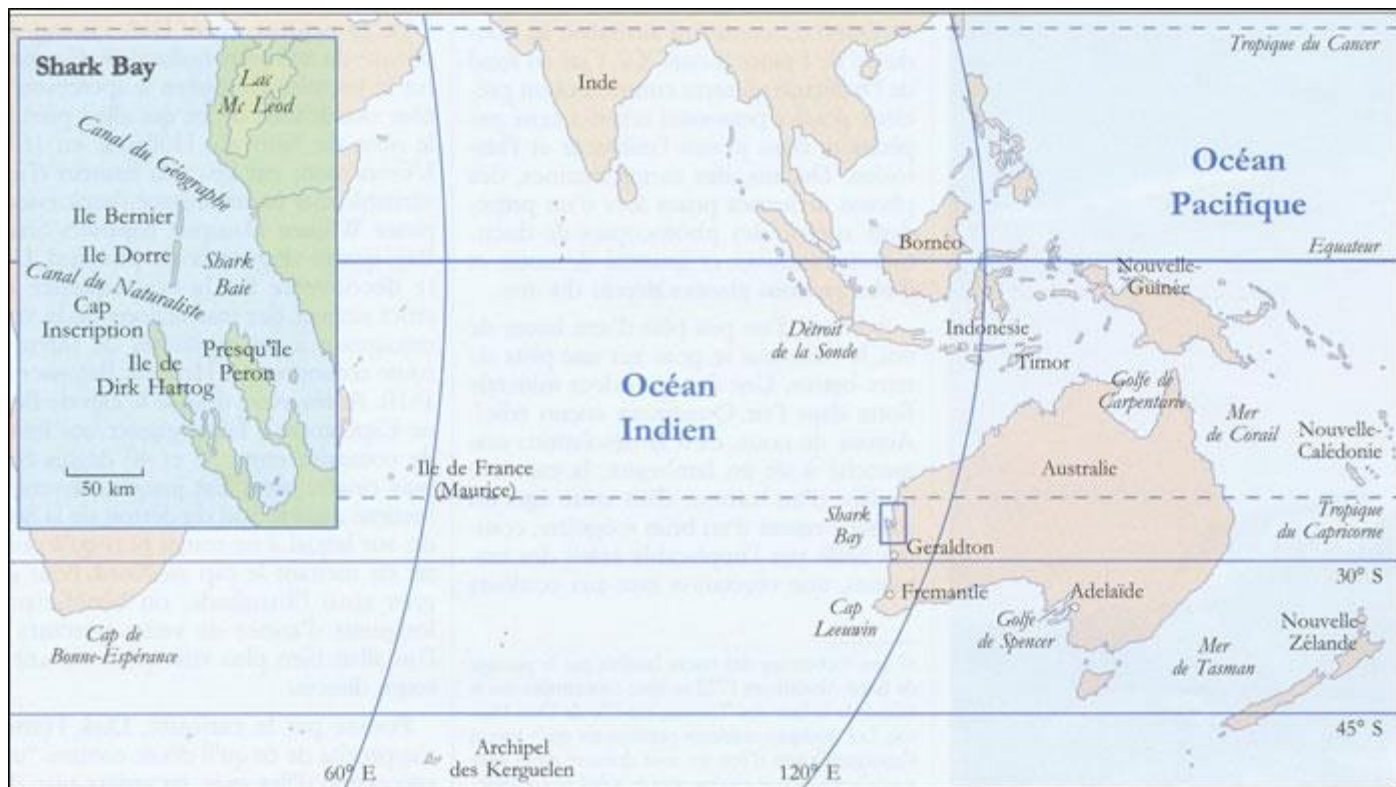 Shark Bay
Lac
Mc Leod
Canal du Géographe
Ile Bernier
Ile Dorre
Shark
Baie
Canal du Naturaliste
Cap
Inscription
Ile de
Dirk Hartog
Presqu'île
Peron
50 km
Inde
Tropique du Cancer
Océan
Pacifique
Bornéo
Equateur
Nouvelle-
Guinée
Détroit
de la Sonde
Indonésie
Timor
Golfe de
Carpentarie
Océan
Indien
Mer
de Corail
Nouvelle-
Calédonie
Ile de France
(Maurice)
Australie
Shark
Bay
Tropique
du Capricorne
Geraldton
30° S
Fremantle
Adelaïde
Cap
Leeuwin
Golfe
de Spencer
Nouvelle
Zélande
Cap de
Bonne-Espérance
Mer
de Tasman
45° S
Archipel
des Kerguelen
60° E
120° E